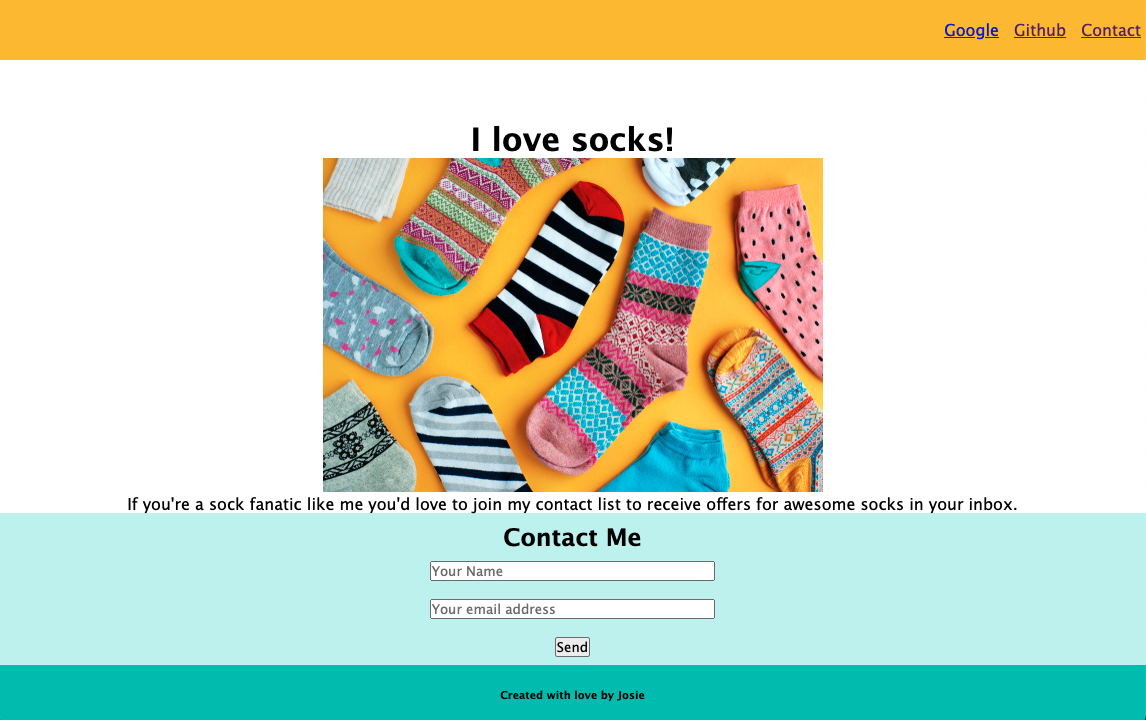 Google Github Contact
I love socks!
If you're a sock fanatic like me you'd love to join my contact list to receive offers for awesome socks in your inbox.
Contact Me
Your Name
Your email address
Send
Created with love by Josie